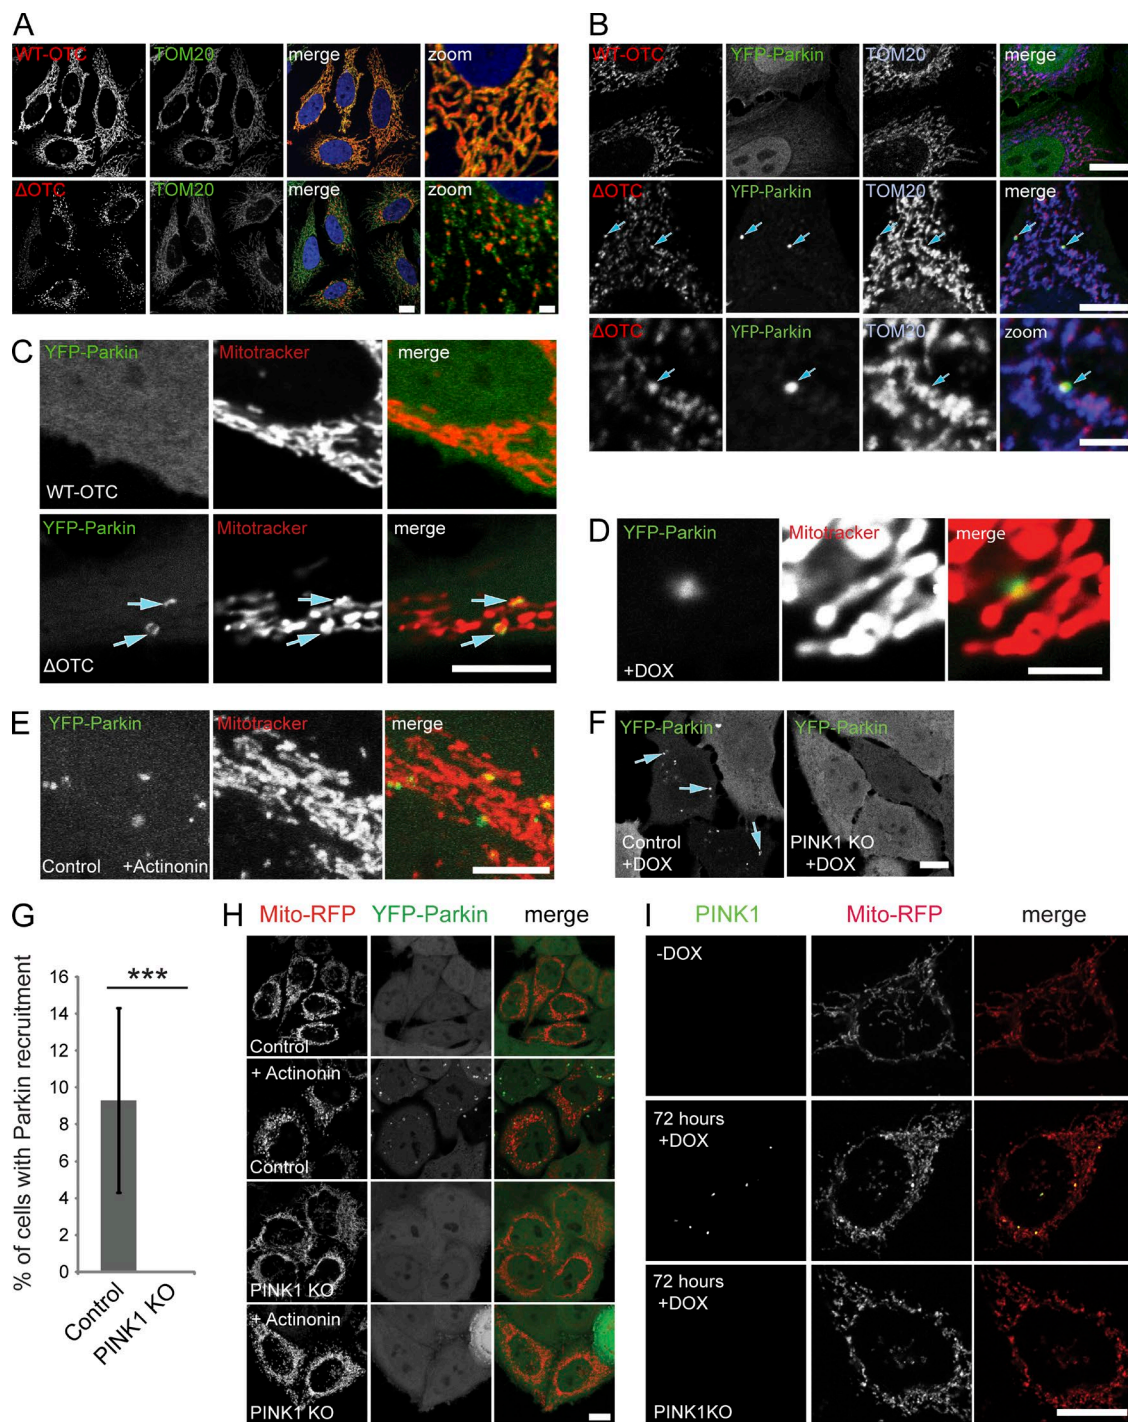 A
WT-OTC TOM20 merge zoom
ΔOTC TOM20 merge zoom
B
WT-OTC YFP-Parkin TOM20 merge
ΔOTC YFP-Parkin TOM20 merge
ΔOTC YFP-Parkin TOM20 zoom
C
YFP-Parkin Mitotracker merge
WT-OTC
YFP-Parkin Mitotracker merge
ΔOTC
D
YFP-Parkin Mitotracker merge
+DOX
E
YFP-Parkin Mitotracker merge
Control +Actinonin
F
YFP-Parkin YFP-Parkin
Control PINK1 KO
+DOX +DOX
G
% of cells with Parkin recruitment
16
14
12
10
8
6
4
2
0
***
Control
PINK1 KO
H
Mito-RFP YFP-Parkin merge
Control
+ Actinonin
Control
PINK1 KO
+ Actinonin
PINK1 KO
I
PINK1 Mito-RFP merge
-DOX
72 hours
+DOX
72 hours
+DOX
PINK1KO